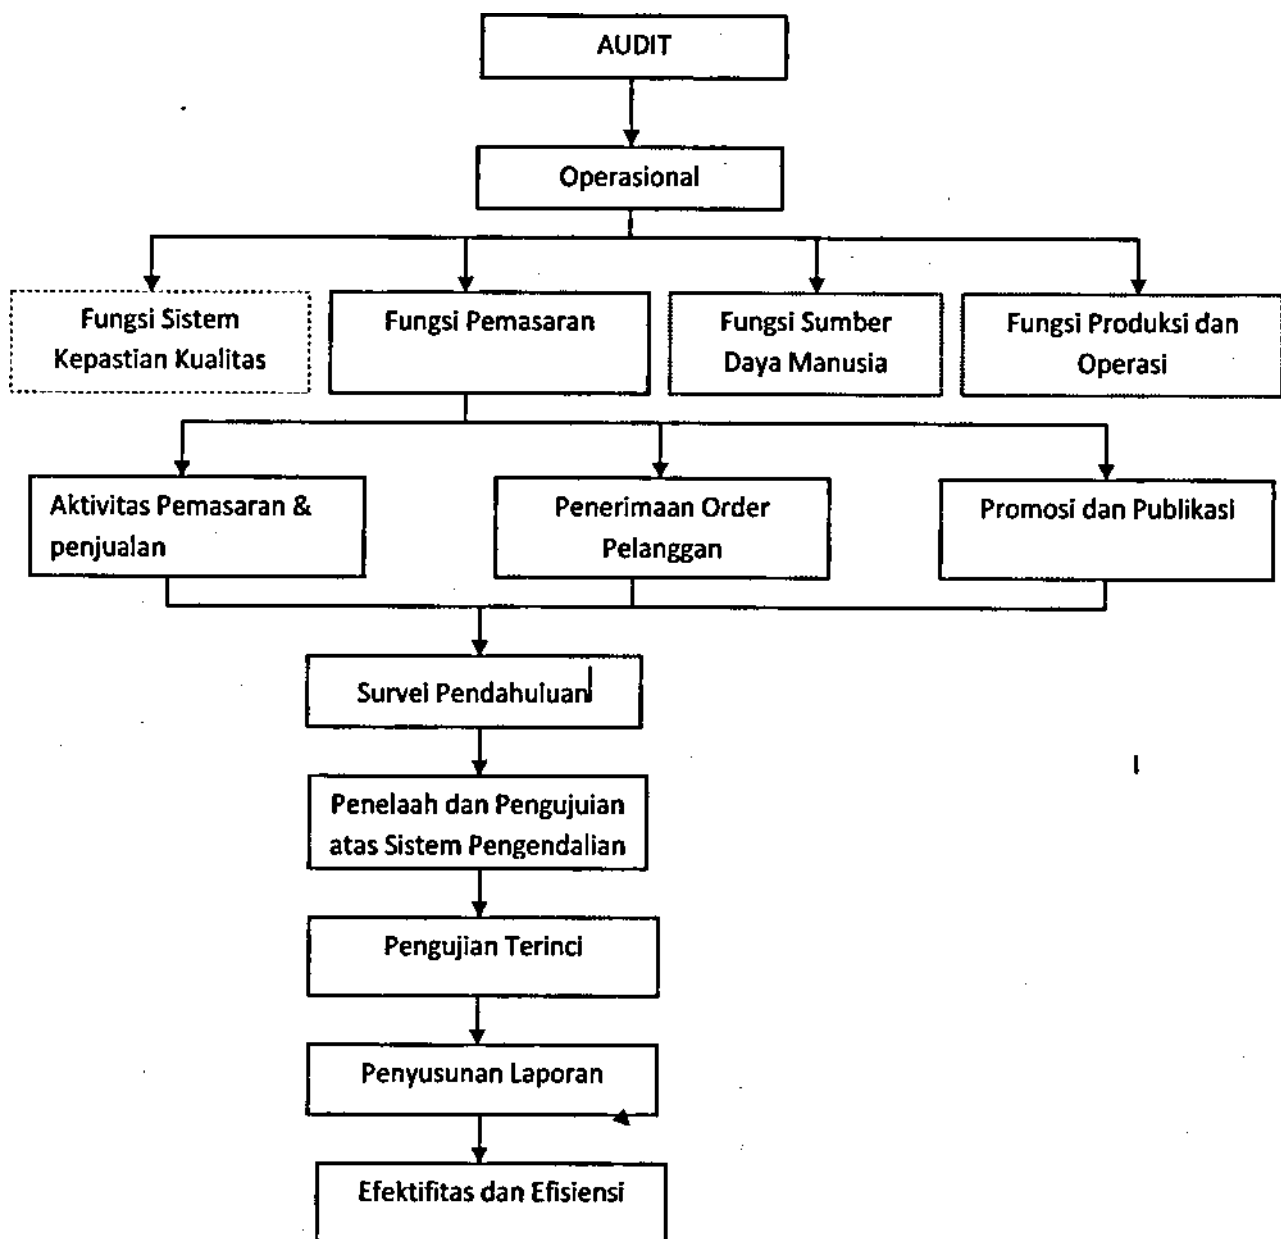 AUDIT
Operasional
Fungsi Sistem
Kepastian Kualitas
Fungsi Pemasaran
Fungsi Sumber
Daya Manusia
Fungsi Produksi dan
Operasi
Aktivitas Pemasaran &
penjualan
Penerimaan Order
Pelanggan
Promosi dan Publikasi
Survei Pendahuluan
Penelaah dan Pengujuian
atas Sistem Pengendalian
Pengujian Terinci
Penyusunan Laporan
Efektifitas dan Efisiensi